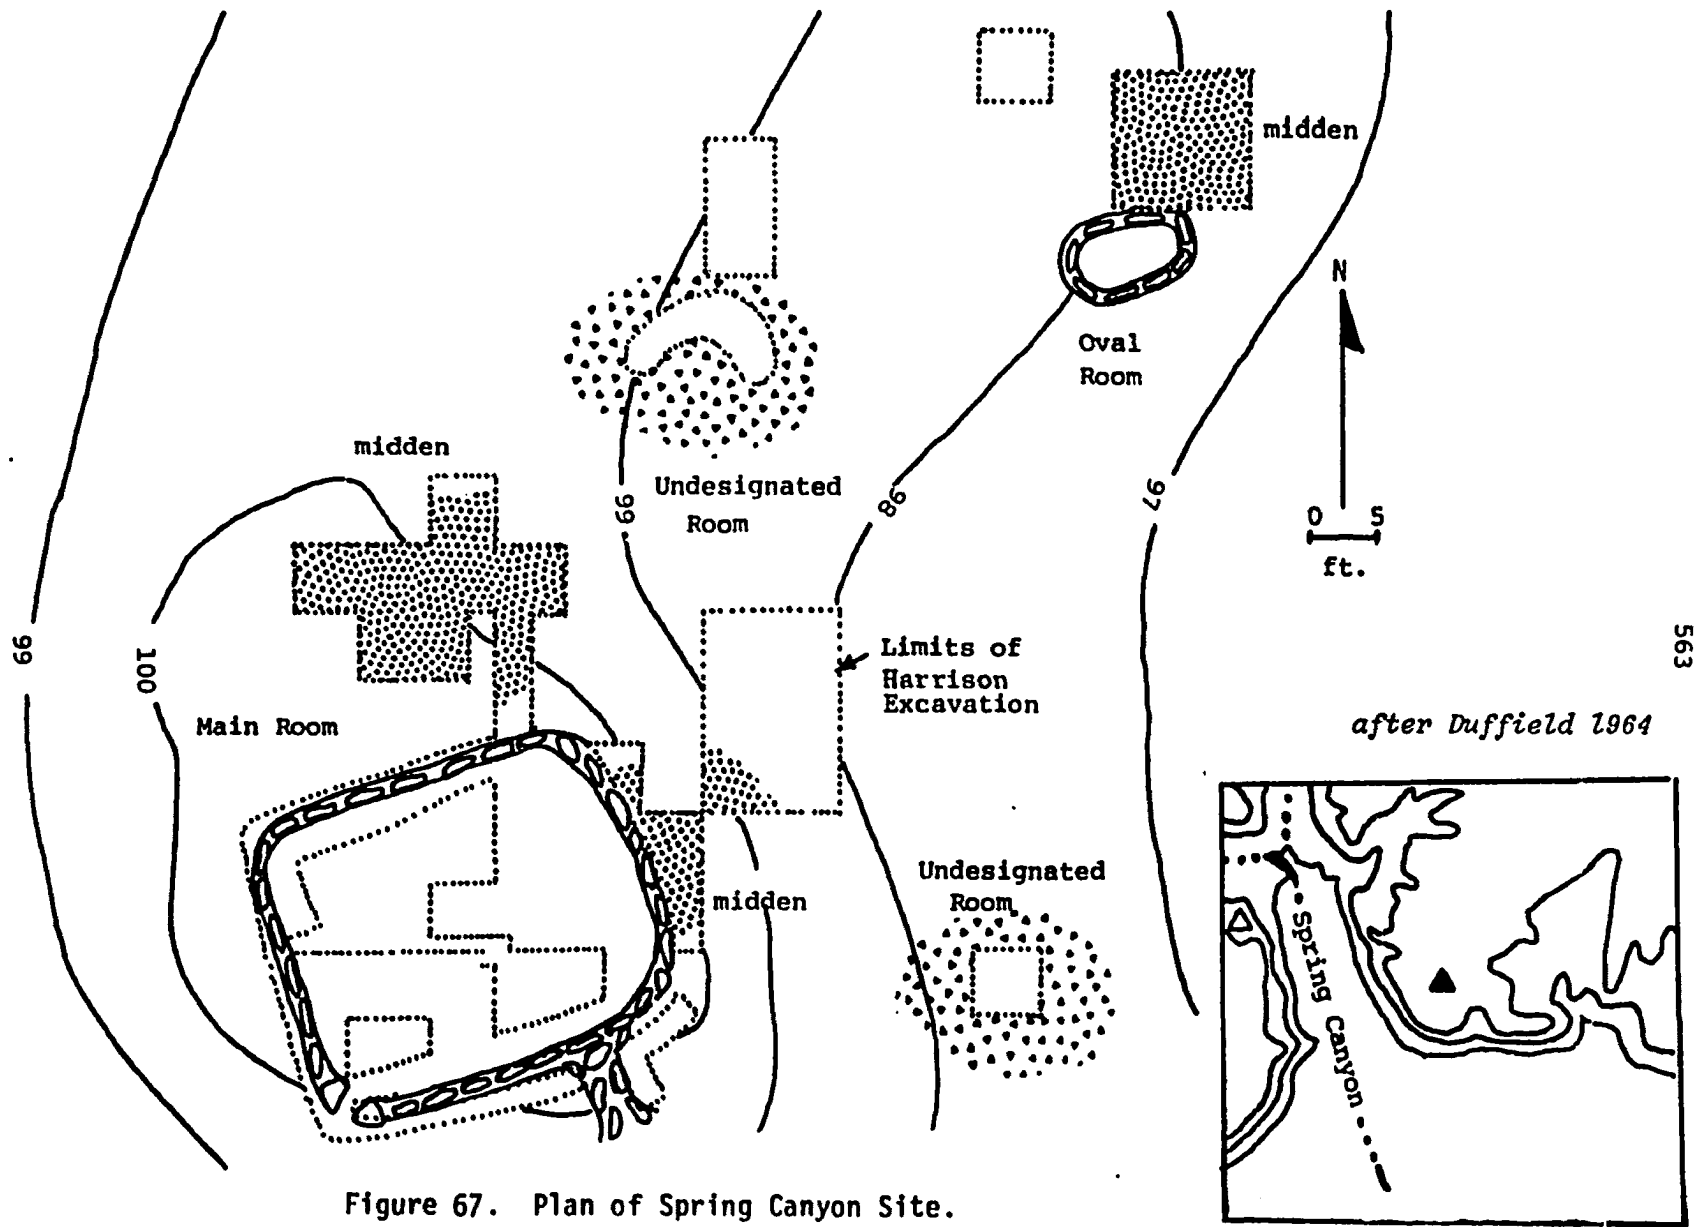 midden
N
Oval
Room
midden
Undesignated
Room
99
98
97
0 5
ft.
99
100
Limits of
Harrison
Excavation
Main Room
563
after Duffield 1964
Undesignated
Room
midden
Spring Canyon
Figure 67. Plan of Spring Canyon Site.